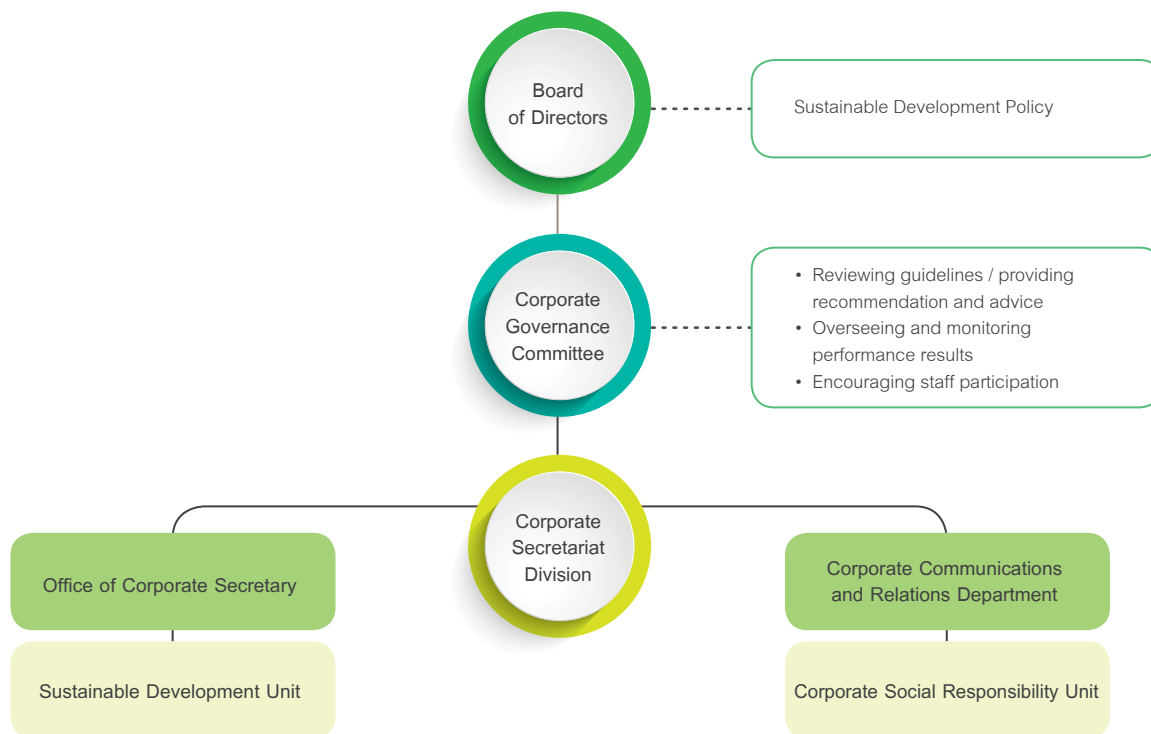 Board
of Directors
Sustainable Development Policy
Corporate
Governance
Committee
• Reviewing guidelines / providing
recommendation and advice
• Overseeing and monitoring
performance results
• Encouraging staff participation
Corporate
Secretariat
Division
Office of Corporate Secretary
Corporate Communications
and Relations Department
Sustainable Development Unit
Corporate Social Responsibility Unit